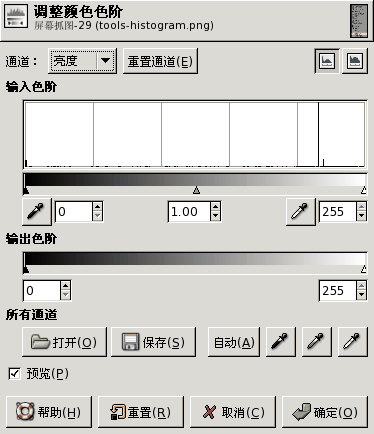 调整颜色色阶
屏幕抓图-29 (tools-histogram.png)
通道： 亮度 重置通道(E)
输入色阶
0 1.00 255
输出色阶
0 255
所有通道
打开(O) 保存(S) 自动(A)
预览(P)
帮助(H) 重置(R) 取消(C) 确定(O)